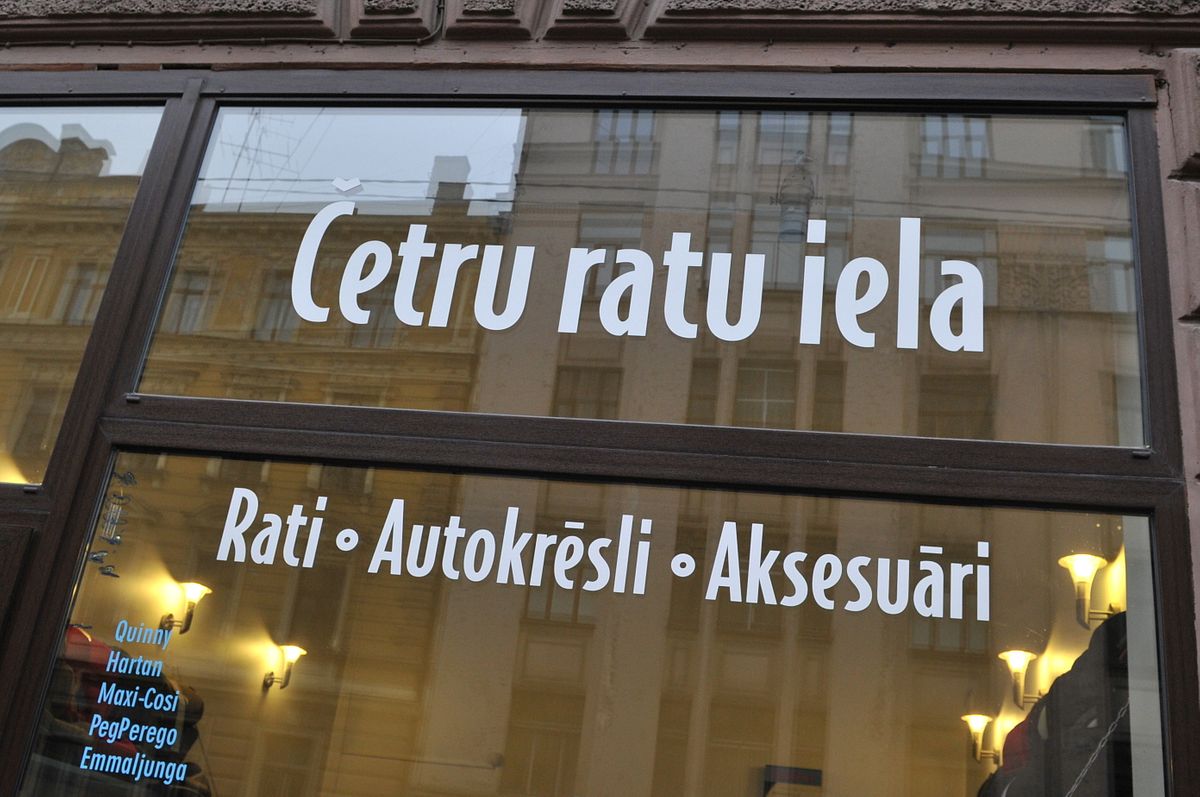 Četru ratu iela
Rati • Autokrēsli • Aksesuāri
Quinny
Hartan
Maxi-Cosi
PegPerego
Emmaljunga